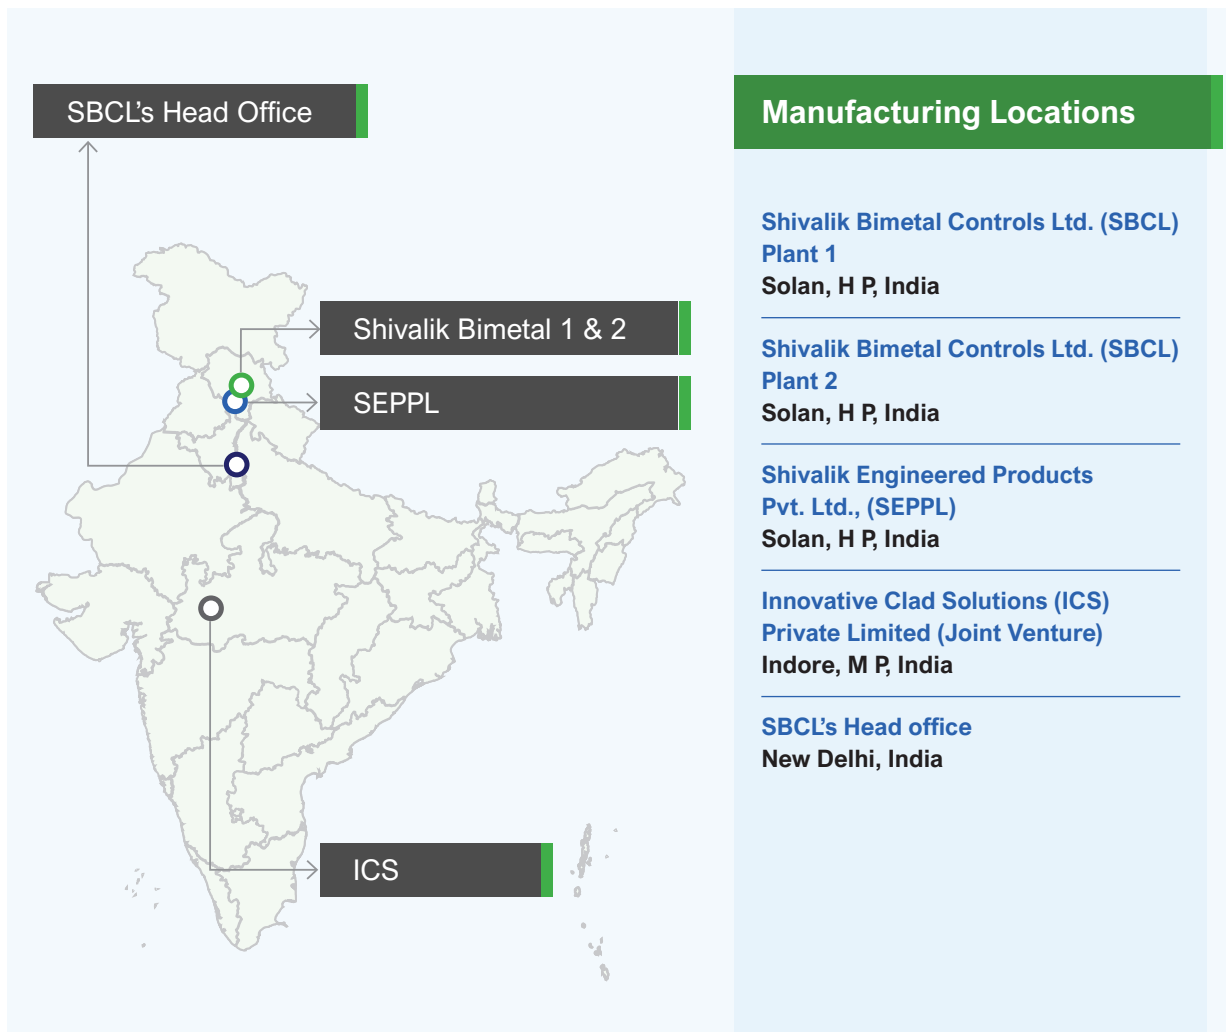 SBCL's Head Office
Shivalik Bimetal 1 & 2
SEPPL
ICS
Manufacturing Locations
Shivalik Bimetal Controls Ltd. (SBCL)
Plant 1
Solan, H P, India
Shivalik Bimetal Controls Ltd. (SBCL)
Plant 2
Solan, H P, India
Shivalik Engineered Products
Pvt. Ltd., (SEPPL)
Solan, H P, India
Innovative Clad Solutions (ICS)
Private Limited (Joint Venture)
Indore, M P, India
SBCL's Head office
New Delhi, India